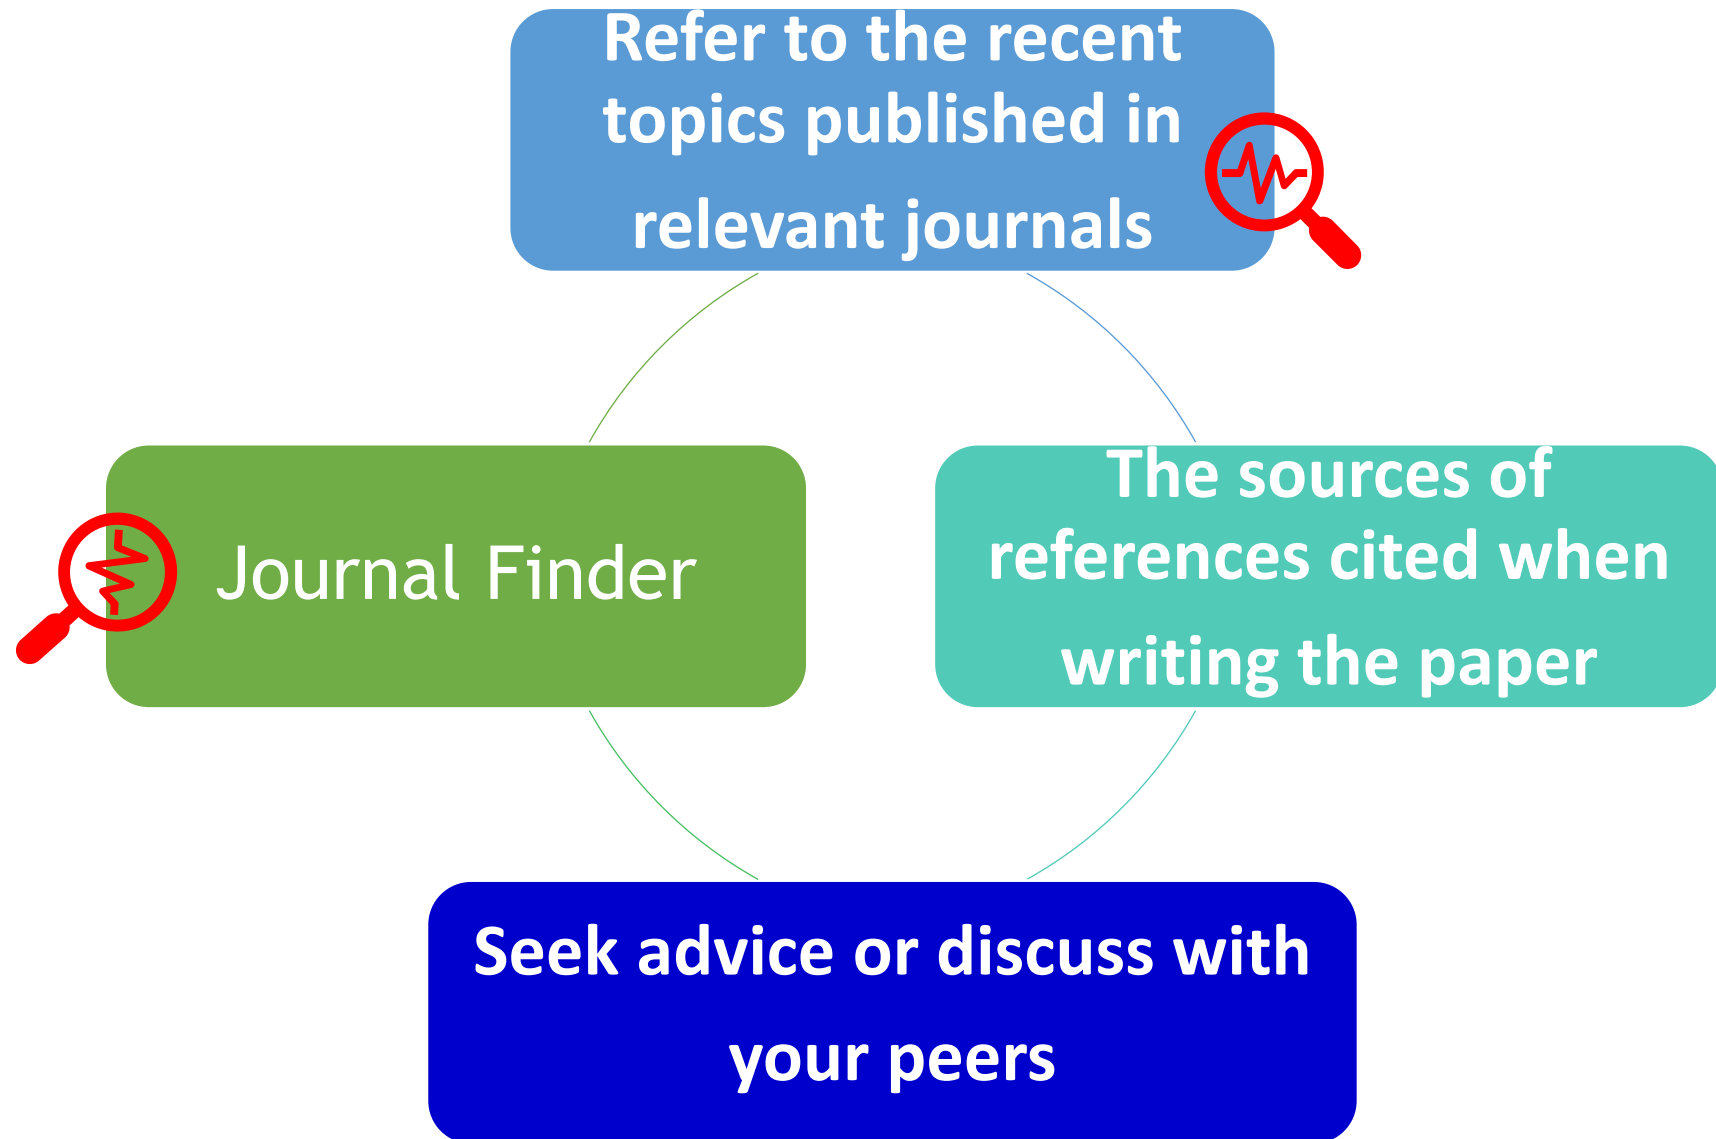 Refer to the recent
topics published in
relevant journals
Journal Finder
The sources of
references cited when
writing the paper
Seek advice or discuss with
your peers